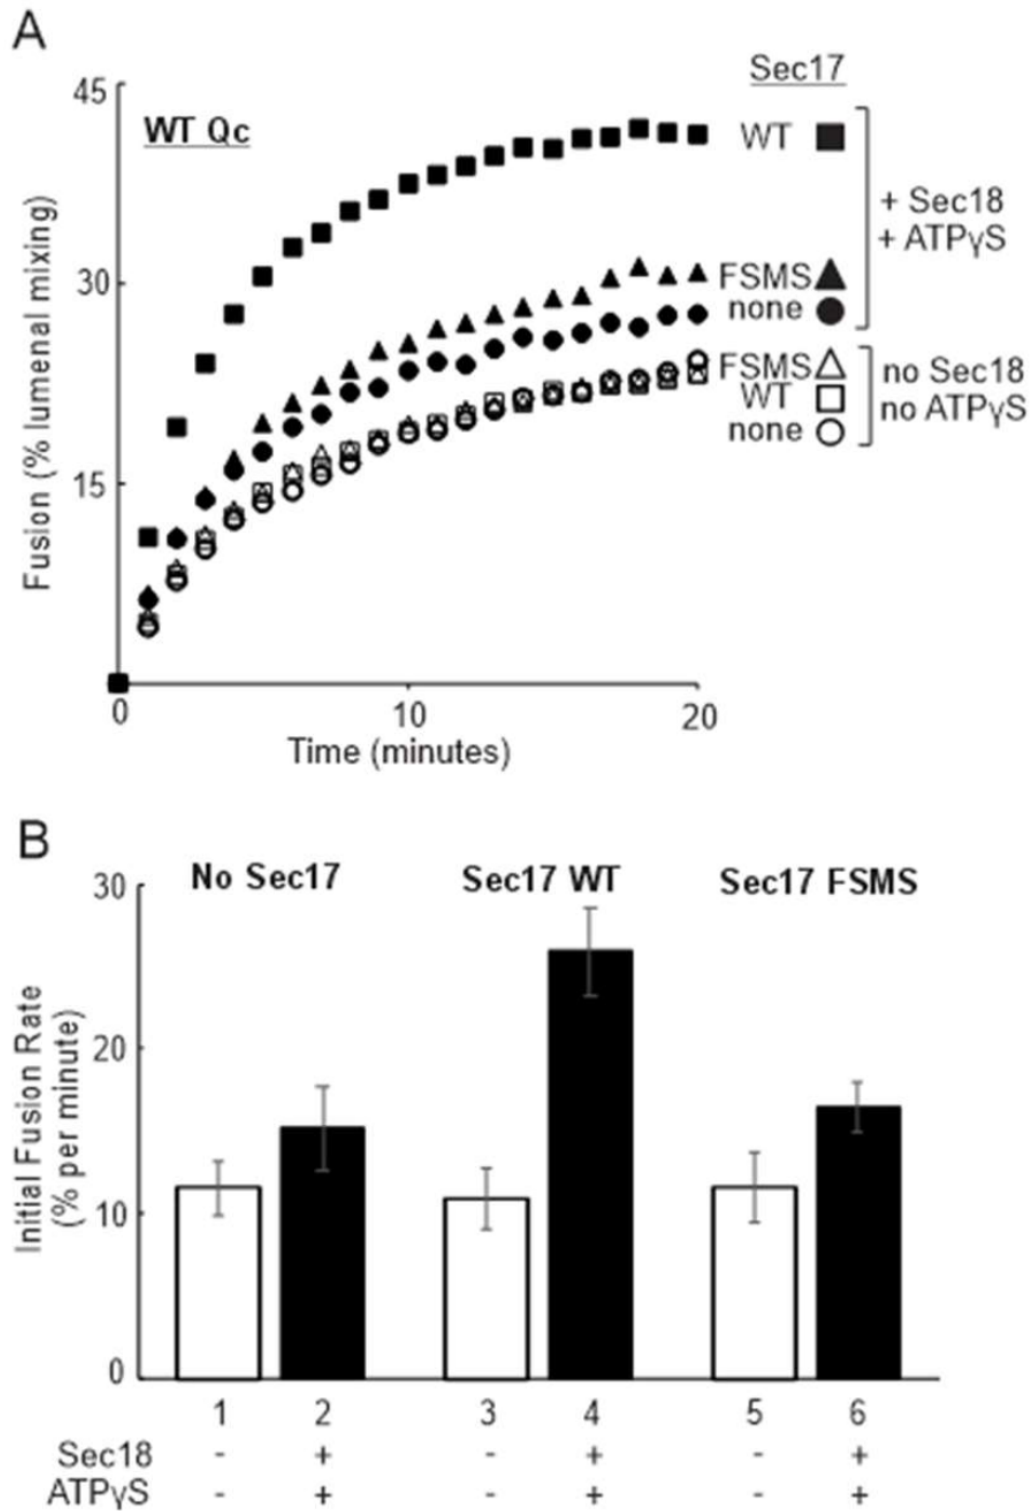 A
Sec17
45
WT Qc
WT
+ Sec18
+ ATPγS
30
FSMS
none
FSMS
no Sec18
WT
no ATPγS
none
15
Fusion (% lumenal mixing)
0
10
20
Time (minutes)
B
No Sec17
Sec17 WT
Sec17 FSMS
30
20
10
0
Initial Fusion Rate
(% per minute)
1 2 3 4 5 6
Sec18 - + - + - +
ATPγS - + - + - +